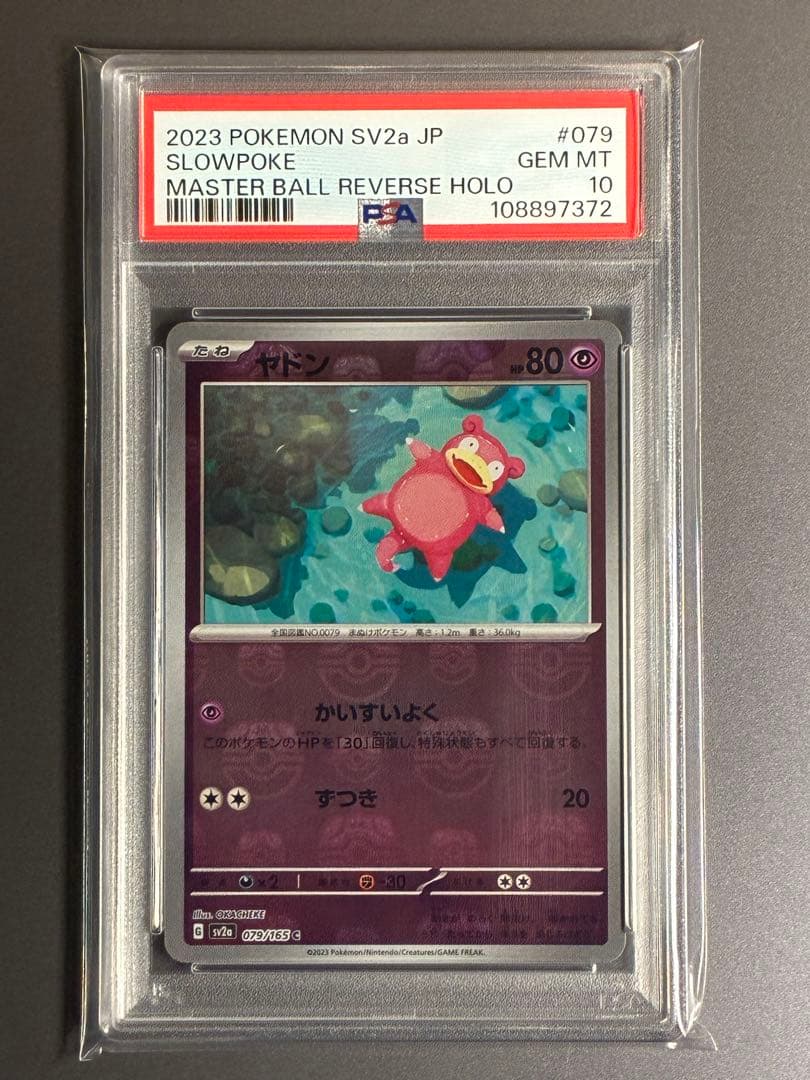 2023 POKEMON SV2a JP #079
SLOWPOKE GEM MT
MASTER BALL REVERSE HOLO 10
PSA 108897372
たね ヤドン HP80
全国図鑑NO.0079 まぬけポケモン 高さ:1.2m 重さ:36.0kg
かいすいよく
このポケモンのHPを「30」回復し、特殊状態もすべて回復する。
ずつき 20
×2 -30
illus. OKACHEKE
G sv2a 079/165 C
©2023 Pokémon/Nintendo/Creatures/GAME FREAK.